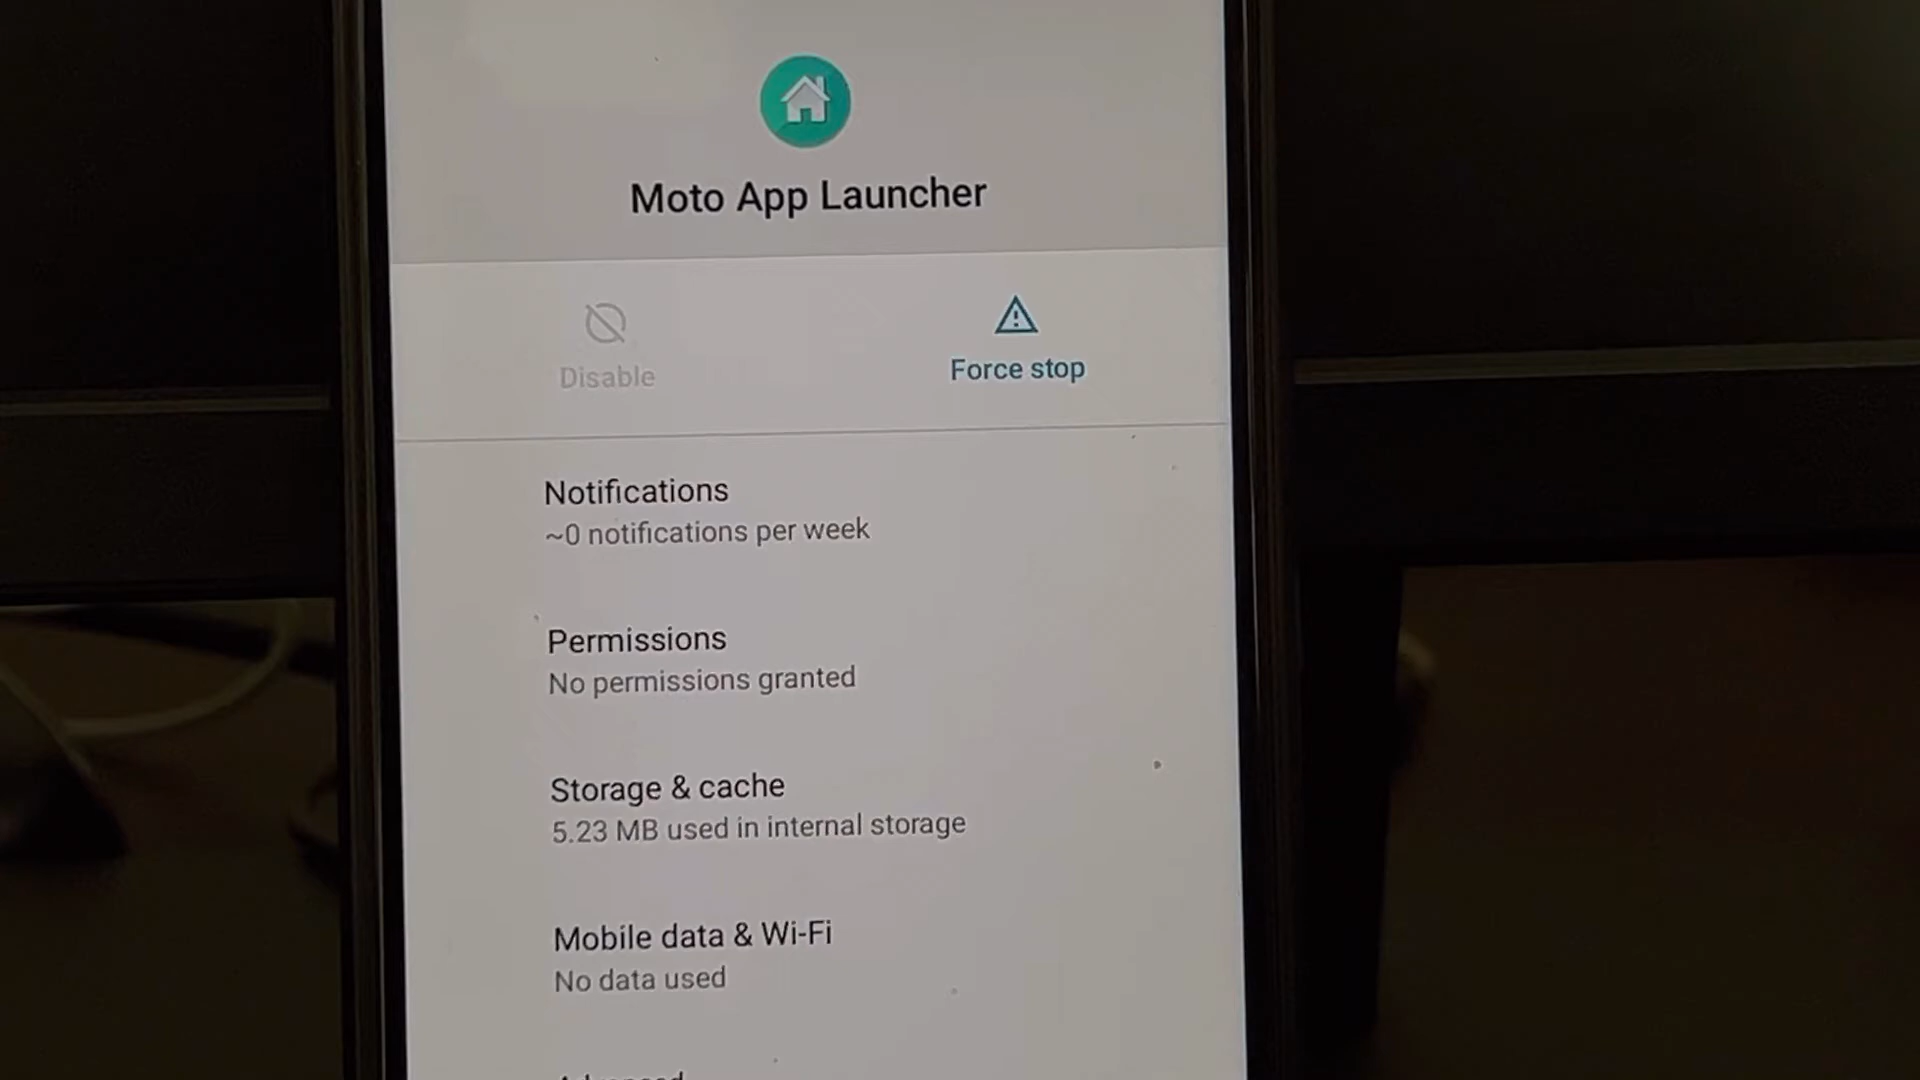 Moto App Launcher
Disable
Force stop
Notifications
~0 notifications per week
Permissions
No permissions granted
Storage & cache
5.23 MB used in internal storage
Mobile data & Wi-Fi
No data used